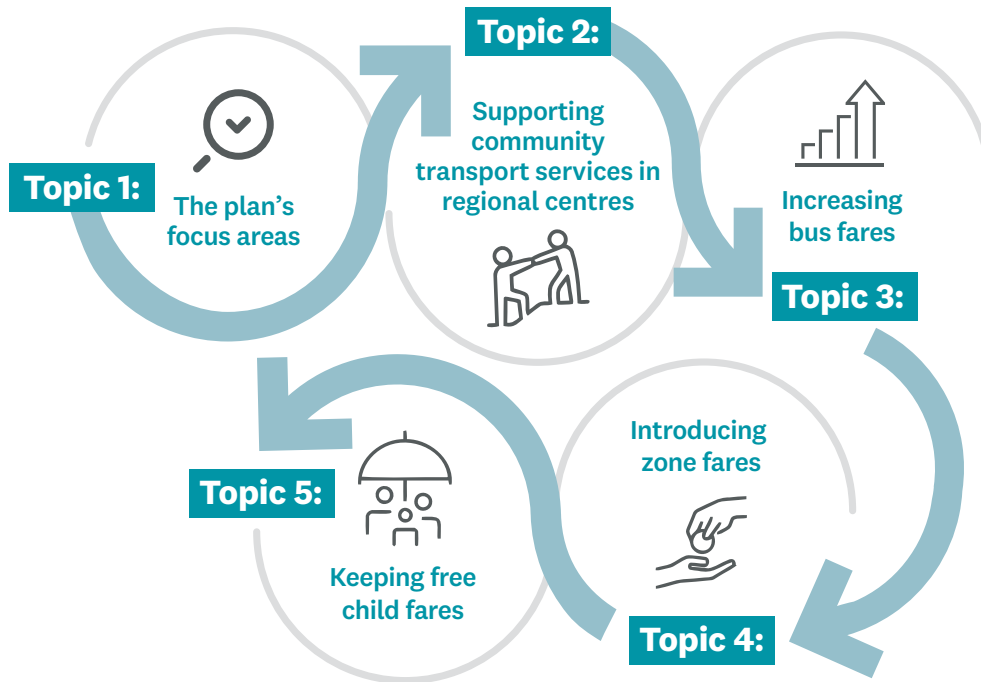 Topic 1:
The plan’s
focus areas
Topic 2:
Supporting
community
transport services in
regional centres
Increasing
bus fares
Topic 3:
Introducing
zone fares
Topic 4:
Topic 5:
Keeping free
child fares